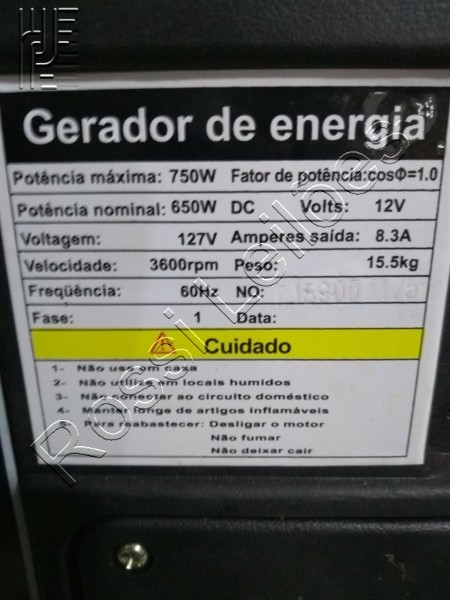 Gerador de energia
Potência máxima: 750W Fator de potência:cosΦ=1.0
Potência nominal: 650W DC Volts: 12V
Voltagem: 127V Amperes saída: 8.3A
Velocidade: 3600rpm Peso: 15.5kg
Freqüência: 60Hz NO:
Fase: 1 Data:
Cuidado
1- Não use em casa
2- Não utilize em locais humidos
3- Não conectar ao circuito doméstico
4- Manter longe de artigos inflamáveis
5- Para reabastecer: Desligar o motor
Não fumar
Não deixar cair
Rossi Leilões